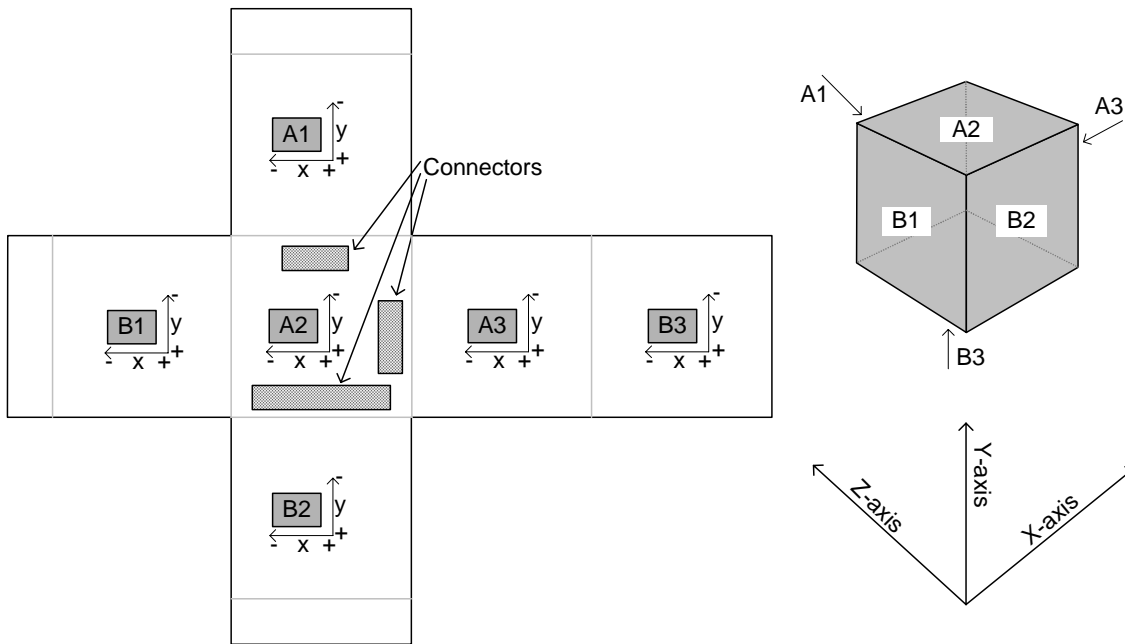 A1
- y +
- x +
Connectors
B1
- y +
- x +
A2
- y +
- x +
A3
- y +
- x +
B3
- y +
- x +
B2
- y +
- x +
A1
A3
A2
B1
B2
B3
Z-axis
Y-axis
X-axis